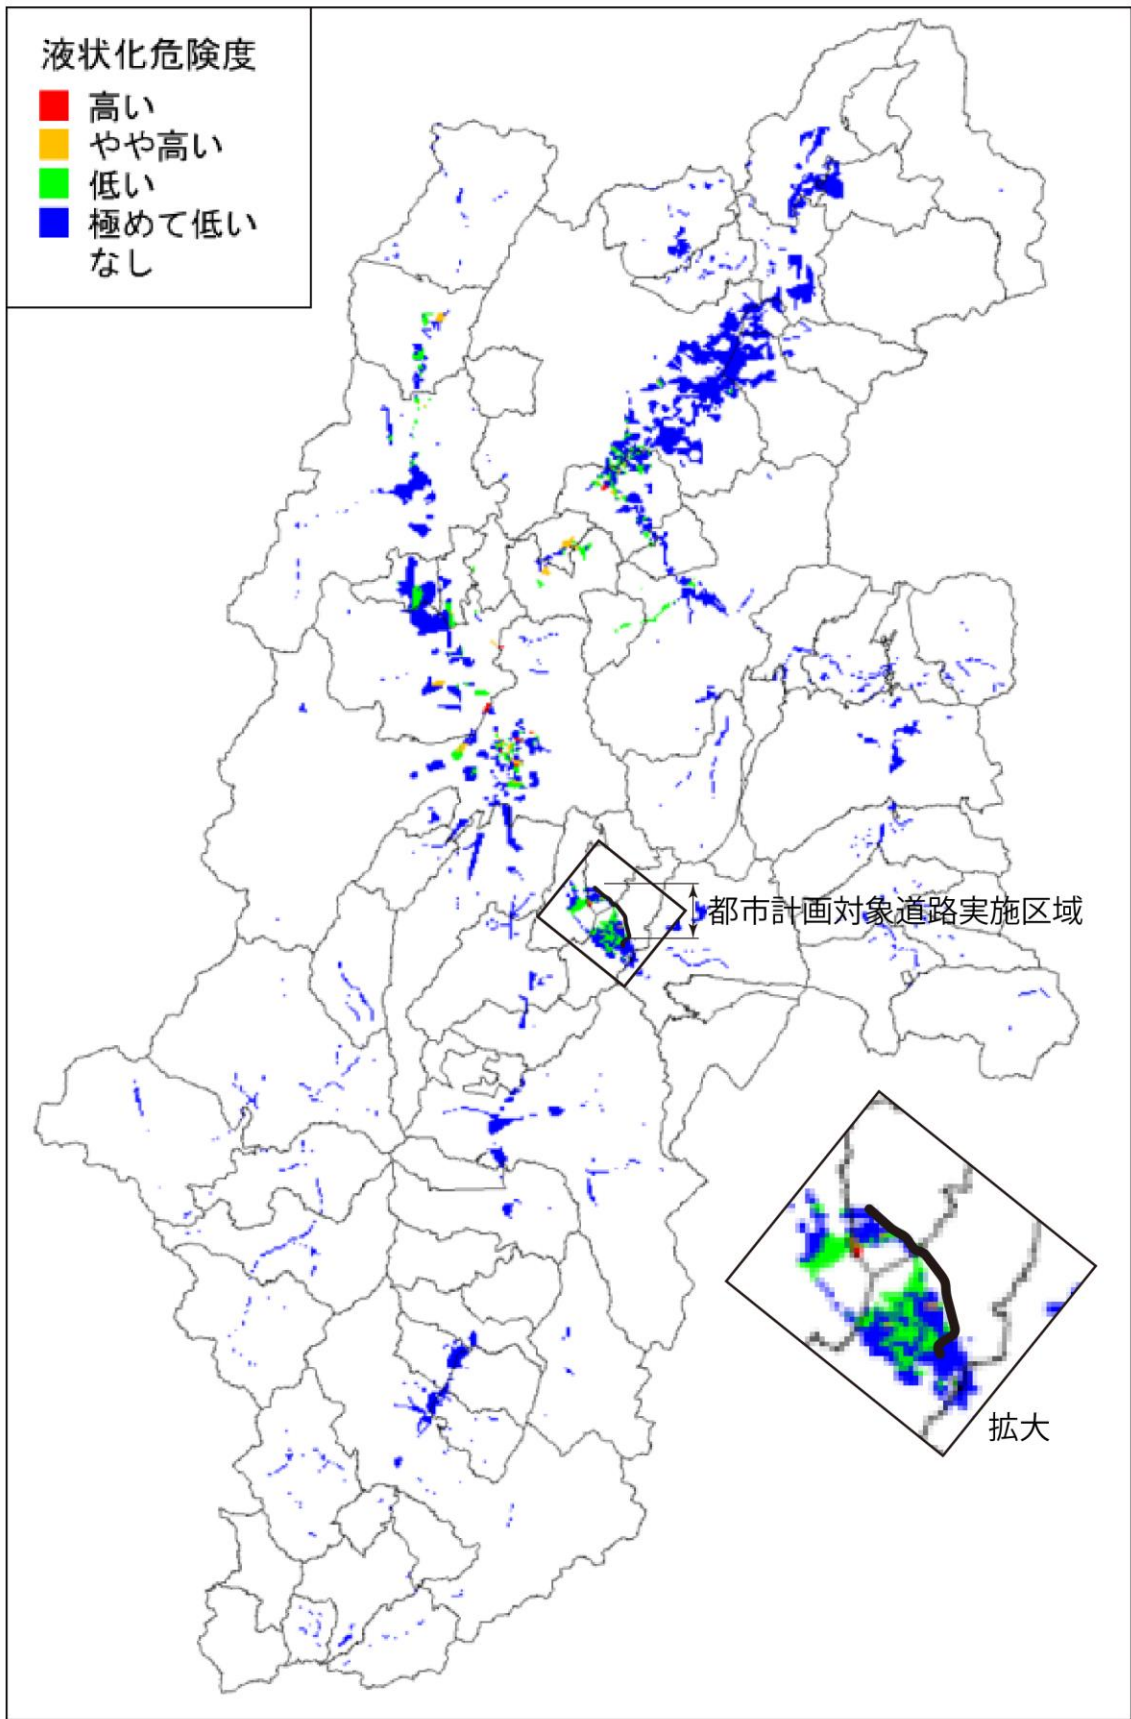 液状化危険度
高い
やや高い
低い
極めて低い
なし
都市計画対象道路実施区域
拡大